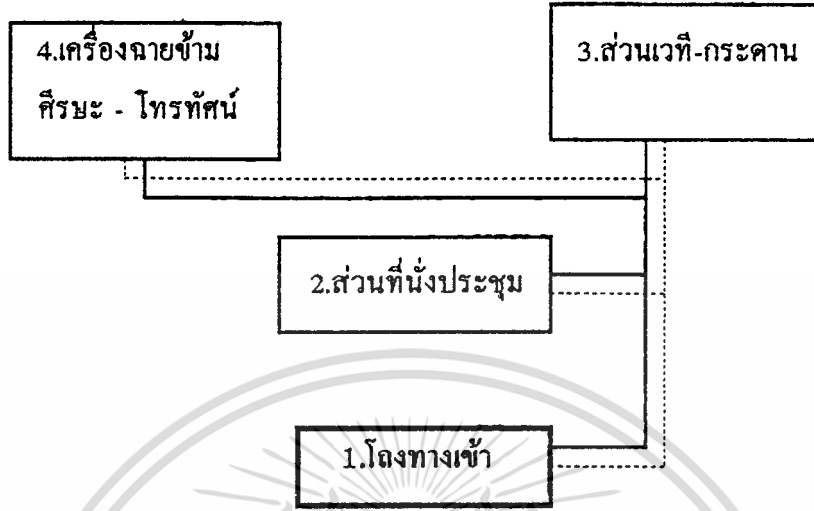 4.เครื่องฉายข้าม
ศีรษะ - โทรทัศน์
3.ส่วนเวที-กระดาน
2.ส่วนที่นั่งประชุม
1.โถงทางเข้า